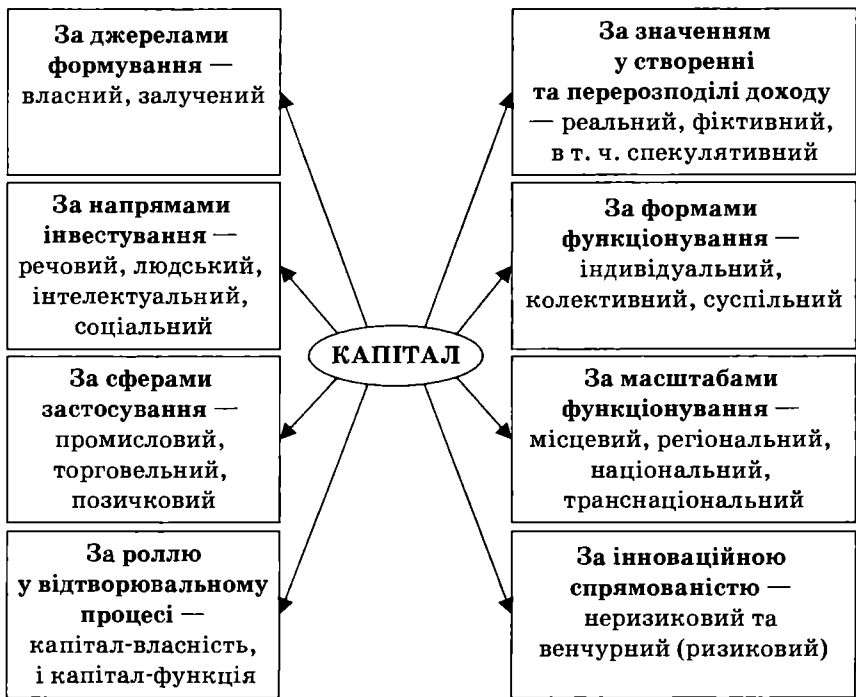 За джерелами
формування —
власний, залучений
За значенням
у створенні
та перерозподілі доходу
— реальний, фіктивний,
в т. ч. спекулятивний
За напрямами
інвестування —
речовий, людський,
інтелектуальний,
соціальний
За формами
функціонування —
індивідуальний,
колективний, суспільний
КАПІТАЛ
За сферами
застосування —
промисловий,
торговельний,
позичковий
За масштабами
функціонування —
місцевий, регіональний,
національний,
транснаціональний
За роллю
у відтворювальному
процесі —
капітал-власність,
і капітал-функція
За інноваційною
спрямованістю —
неризиковий та
венчурний (ризиковий)